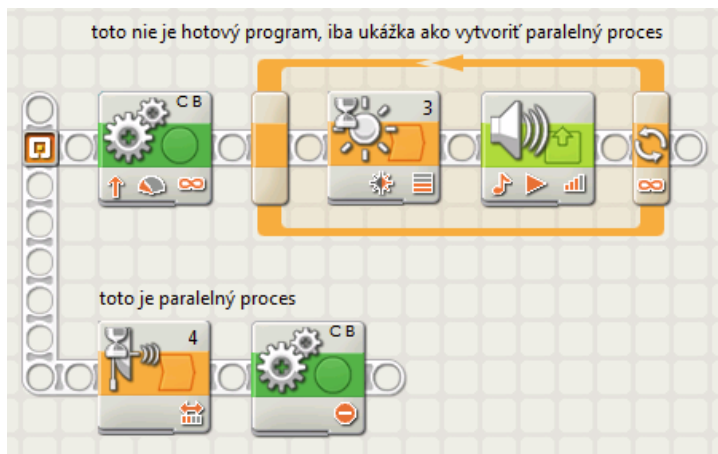 toto nie je hotový program, iba ukážka ako vytvoriť paralelný proces
C B
3
toto je paralelný proces
4
C B